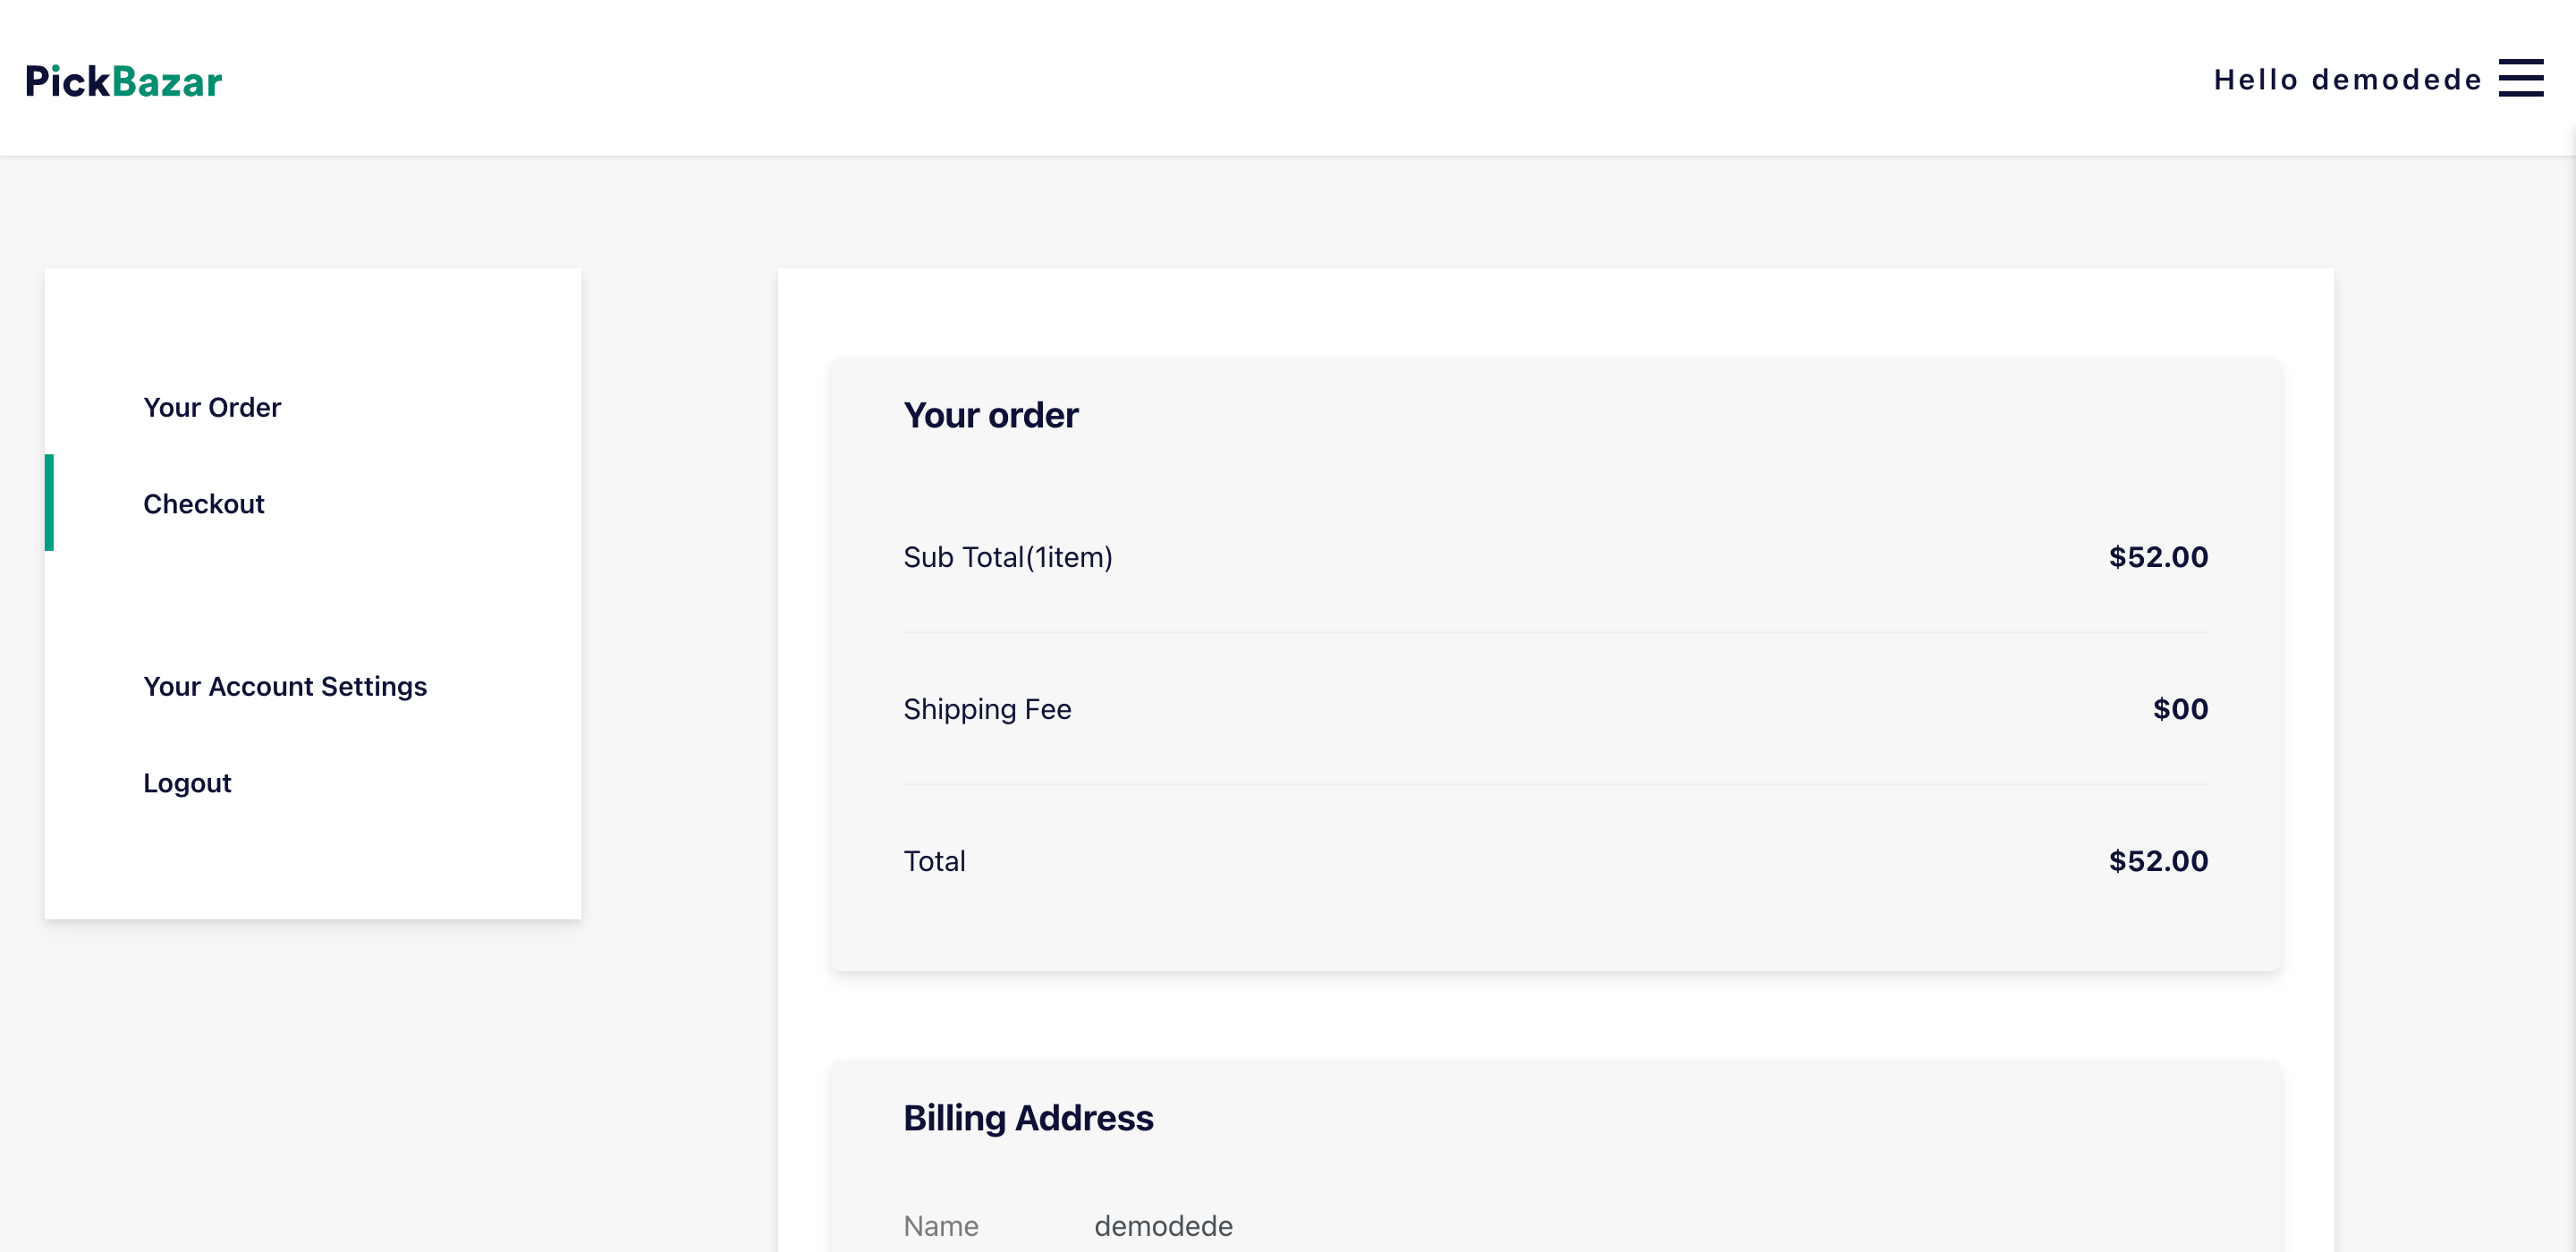 PickBazar
Hello demodede
Your Order
Checkout
Your Account Settings
Logout
Your order
Sub Total(1item) $52.00
Shipping Fee $00
Total $52.00
Billing Address
Name demodede